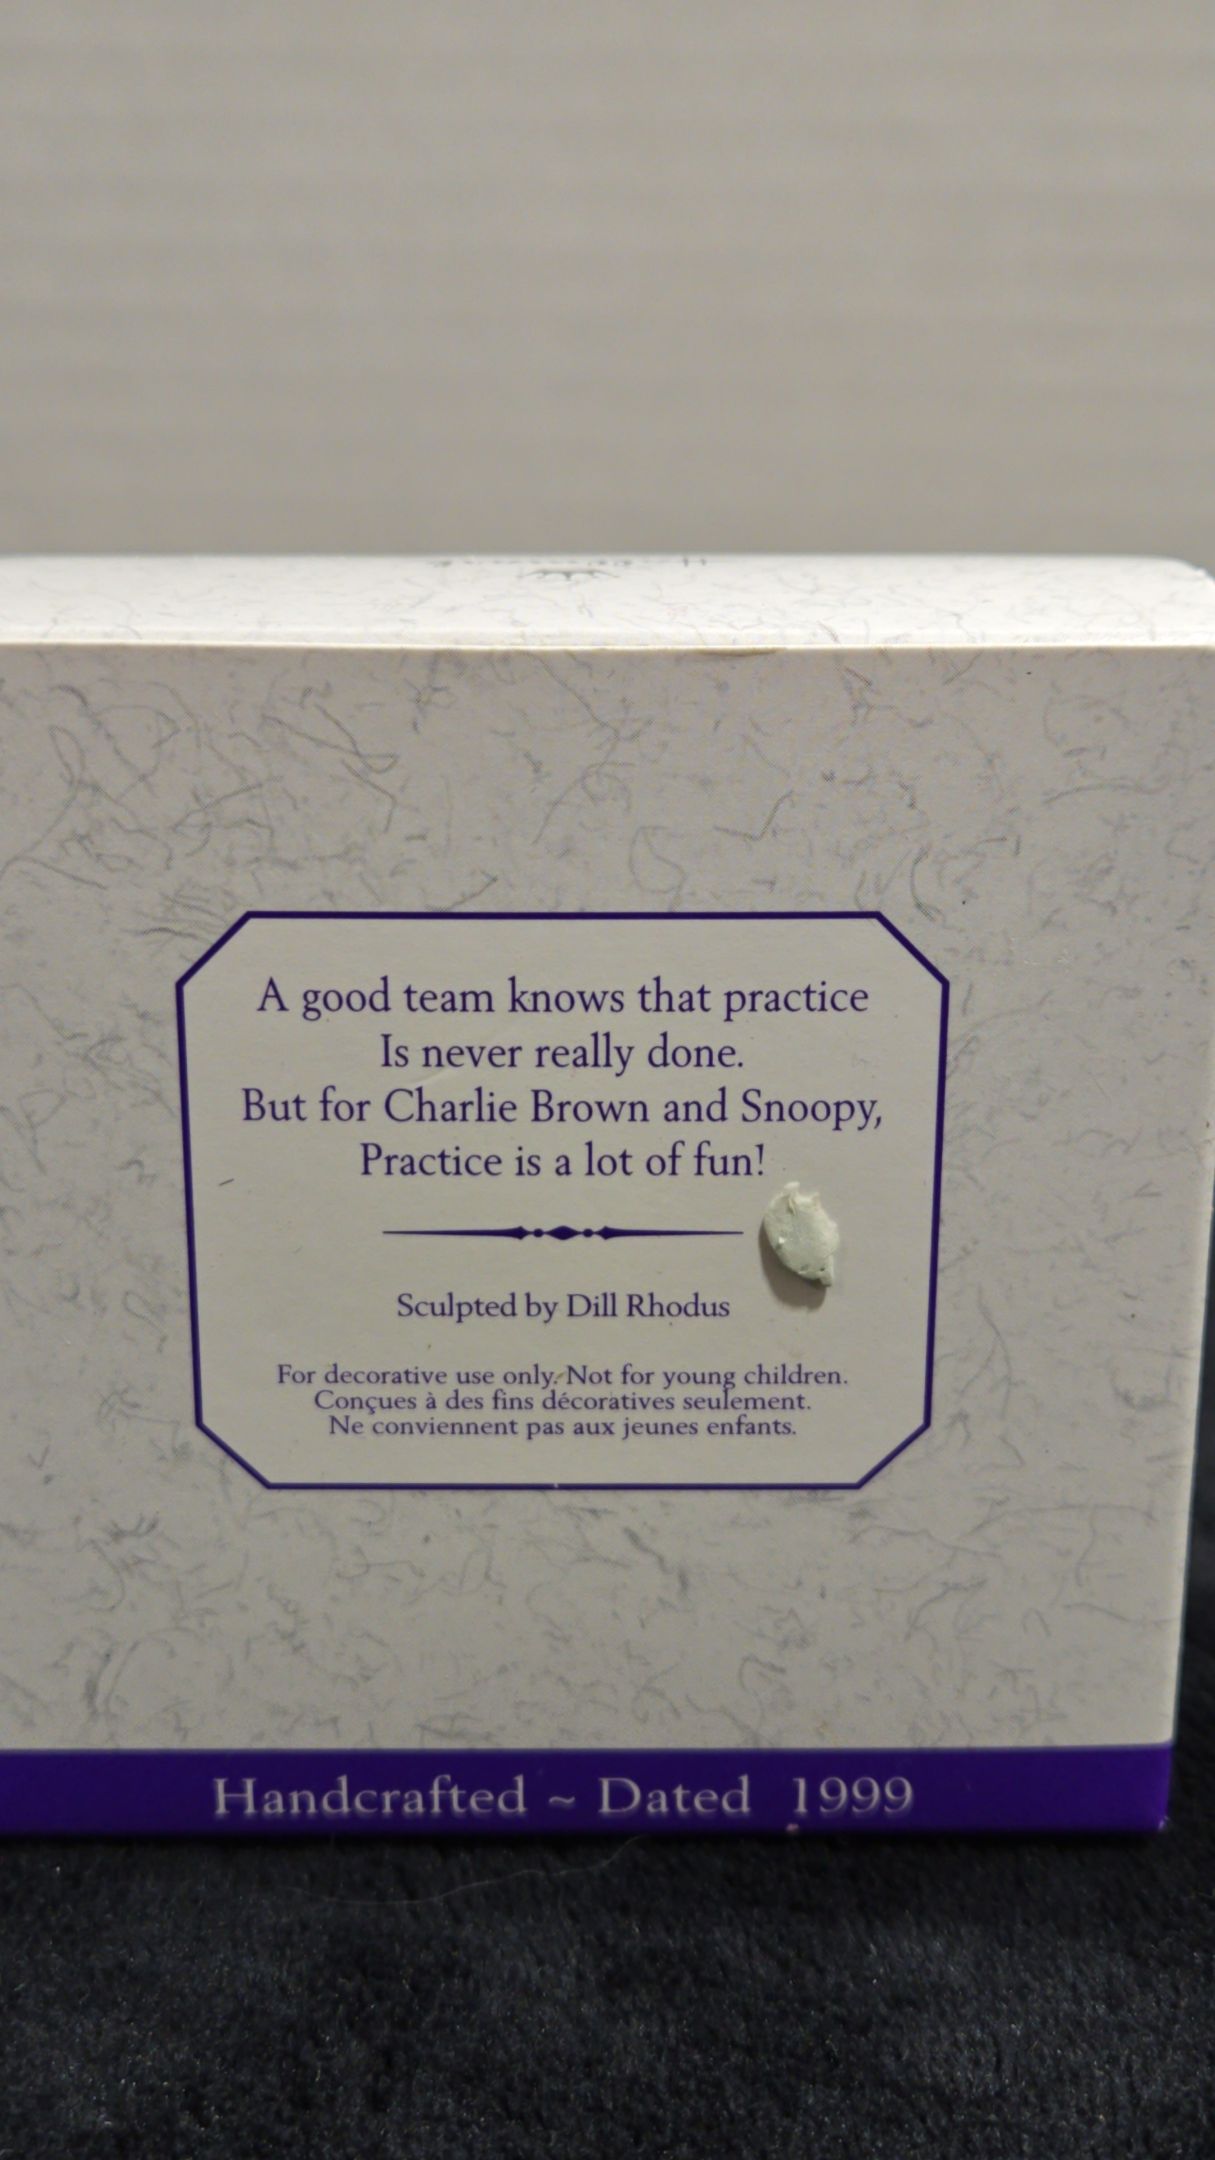 A good team knows that practice
Is never really done.
But for Charlie Brown and Snoopy,
Practice is a lot of fun!
Sculpted by Dill Rhodus
For decorative use only. Not for young children.
Conçues à des fins décoratives seulement.
Ne conviennent pas aux jeunes enfants.
Handcrafted ~ Dated 1999